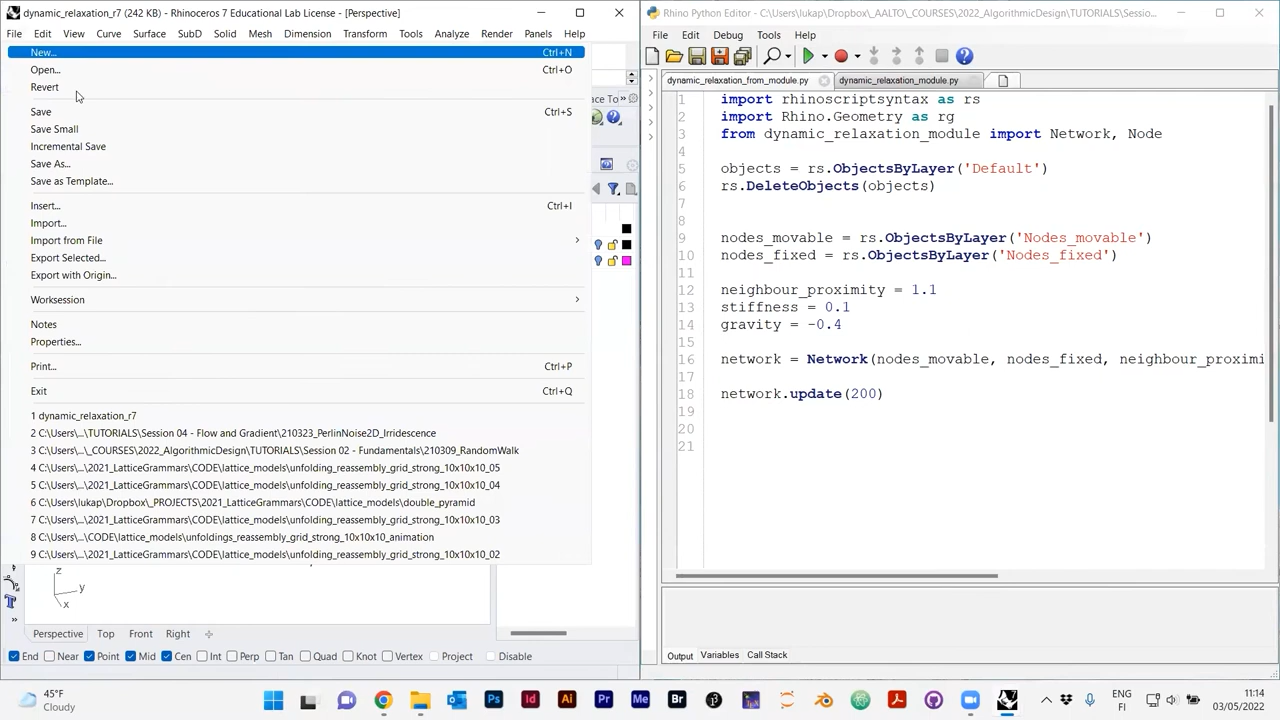 dynamic_relaxation_r7 (242 KB) - Rhinoceros 7 Educational Lab License - [Perspective]
File Edit View Curve Surface SubD Solid Mesh Dimension Transform Tools Analyze Render Panels Help
New... Ctrl+N
Open... Ctrl+O
Revert
Save Ctrl+S
Save Small
Incremental Save
Save As...
Save as Template...
Insert... Ctrl+I
Import...
Import from File
Export Selected...
Export with Origin...
Worksession
Notes
Properties...
Print... Ctrl+P
Exit Ctrl+Q
1 dynamic_relaxation_r7
2 C:\Users\...\TUTORIALS\Session 04 - Flow and Gradient\210323_PerlinNoise2D_Irridescence
3 C:\Users\...\_COURSES\2022_AlgorithmicDesign\TUTORIALS\Session 02 - Fundamentals\210309_RandomWalk
4 C:\Users\...\2021_LatticeGrammars\CODE\lattice_models\unfolding_reassembly_grid_strong_10x10x10_05
5 C:\Users\...\2021_LatticeGrammars\CODE\lattice_models\unfolding_reassembly_grid_strong_10x10x10_04
6 C:\Users\lukap\Dropbox\_PROJECTS\2021_LatticeGrammars\CODE\lattice_models\double_pyramid
7 C:\Users\...\2021_LatticeGrammars\CODE\lattice_models\unfolding_reassembly_grid_strong_10x10x10_03
8 C:\Users\...\CODE\lattice_models\unfoldings_reassembly_grid_strong_10x10x10_animation
9 C:\Users\...\2021_LatticeGrammars\CODE\lattice_models\unfolding_reassembly_grid_strong_10x10x10_02
ace To
z
y
x
Perspective Top Front Right
End Near Point Mid Cen Int Perp Tan Quad Knot Vertex Project Disable
Rhino Python Editor - C:\Users\lukap\Dropbox\_AALTO\_COURSES\2022_AlgorithmicDesign\TUTORIALS\Sessio...
File Edit Debug Tools Help
dynamic_relaxation_from_module.py dynamic_relaxation_module.py
1 import rhinoscriptsyntax as rs
2 import Rhino.Geometry as rg
3 from dynamic_relaxation_module import Network, Node
4
5 objects = rs.ObjectsByLayer('Default')
6 rs.DeleteObjects(objects)
7
8
9 nodes_movable = rs.ObjectsByLayer('Nodes_movable')
10 nodes_fixed = rs.ObjectsByLayer('Nodes_fixed')
11
12 neighbour_proximity = 1.1
13 stiffness = 0.1
14 gravity = -0.4
15
16 network = Network(nodes_movable, nodes_fixed, neighbour_proximi
17
18 network.update(200)
19
20
21
Output Variables Call Stack
45°F
Cloudy
Ps Id Ai Pr Me Br
ENG
FI
11:14
03/05/2022